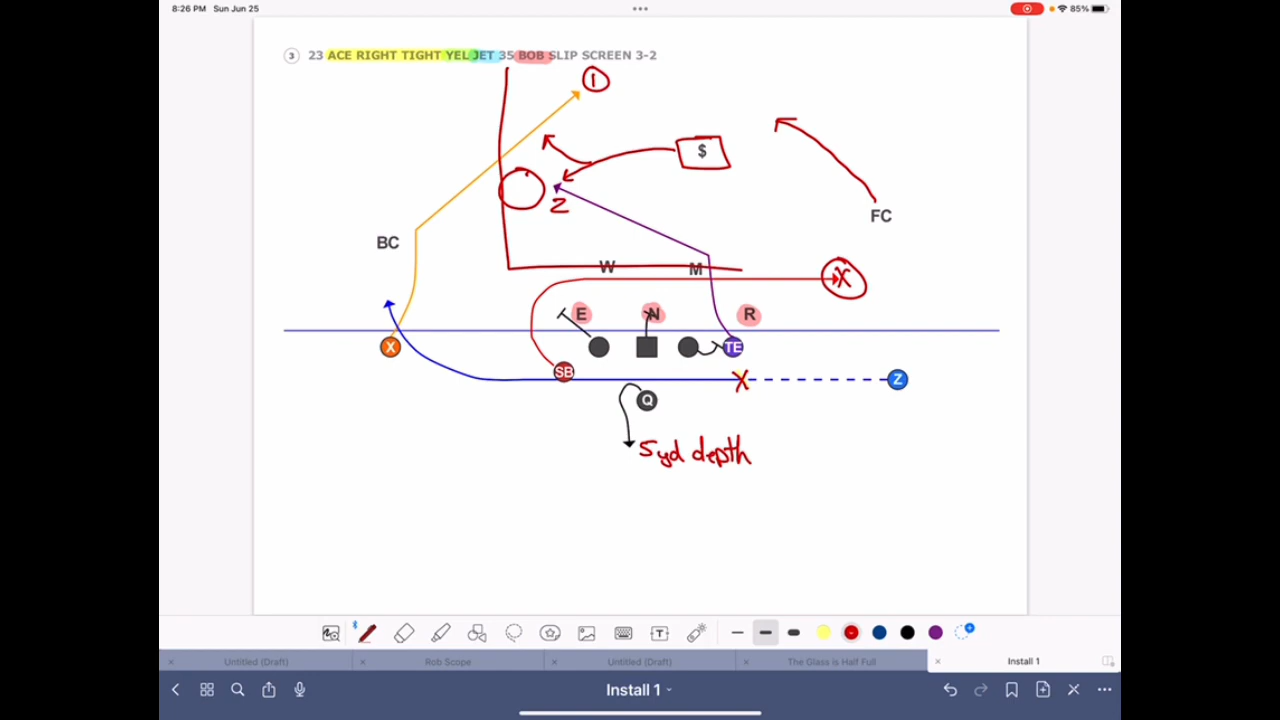 8:26 PM Sun Jun 25
85%
3 23 ACE RIGHT TIGHT YEL JET 35 BOB SLIP SCREEN 3-2
1
$
2
FC
BC
W M
X
E N R
X TE
SB
X Z
Q
5 yd depth
T
Untitled (Draft) Rob Scope Untitled (Draft) The Glass is Half Full Install 1
Install 1